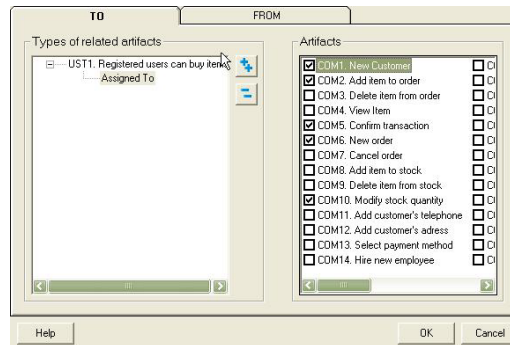 TO
FROM
Types of related artifacts
UST1. Registered users can buy items
Assigned To
Artifacts
COM1. New Customer
COM2. Add item to order
COM3. Delete item from order
COM4. View Item
COM5. Confirm transaction
COM6. New order
COM7. Cancel order
COM8. Add item to stock
COM9. Delete item from stock
COM10. Modify stock quantity
COM11. Add customer's telephone
COM12. Add customer's adress
COM13. Select payment method
COM14. Hire new employee
Help
OK
Cancel